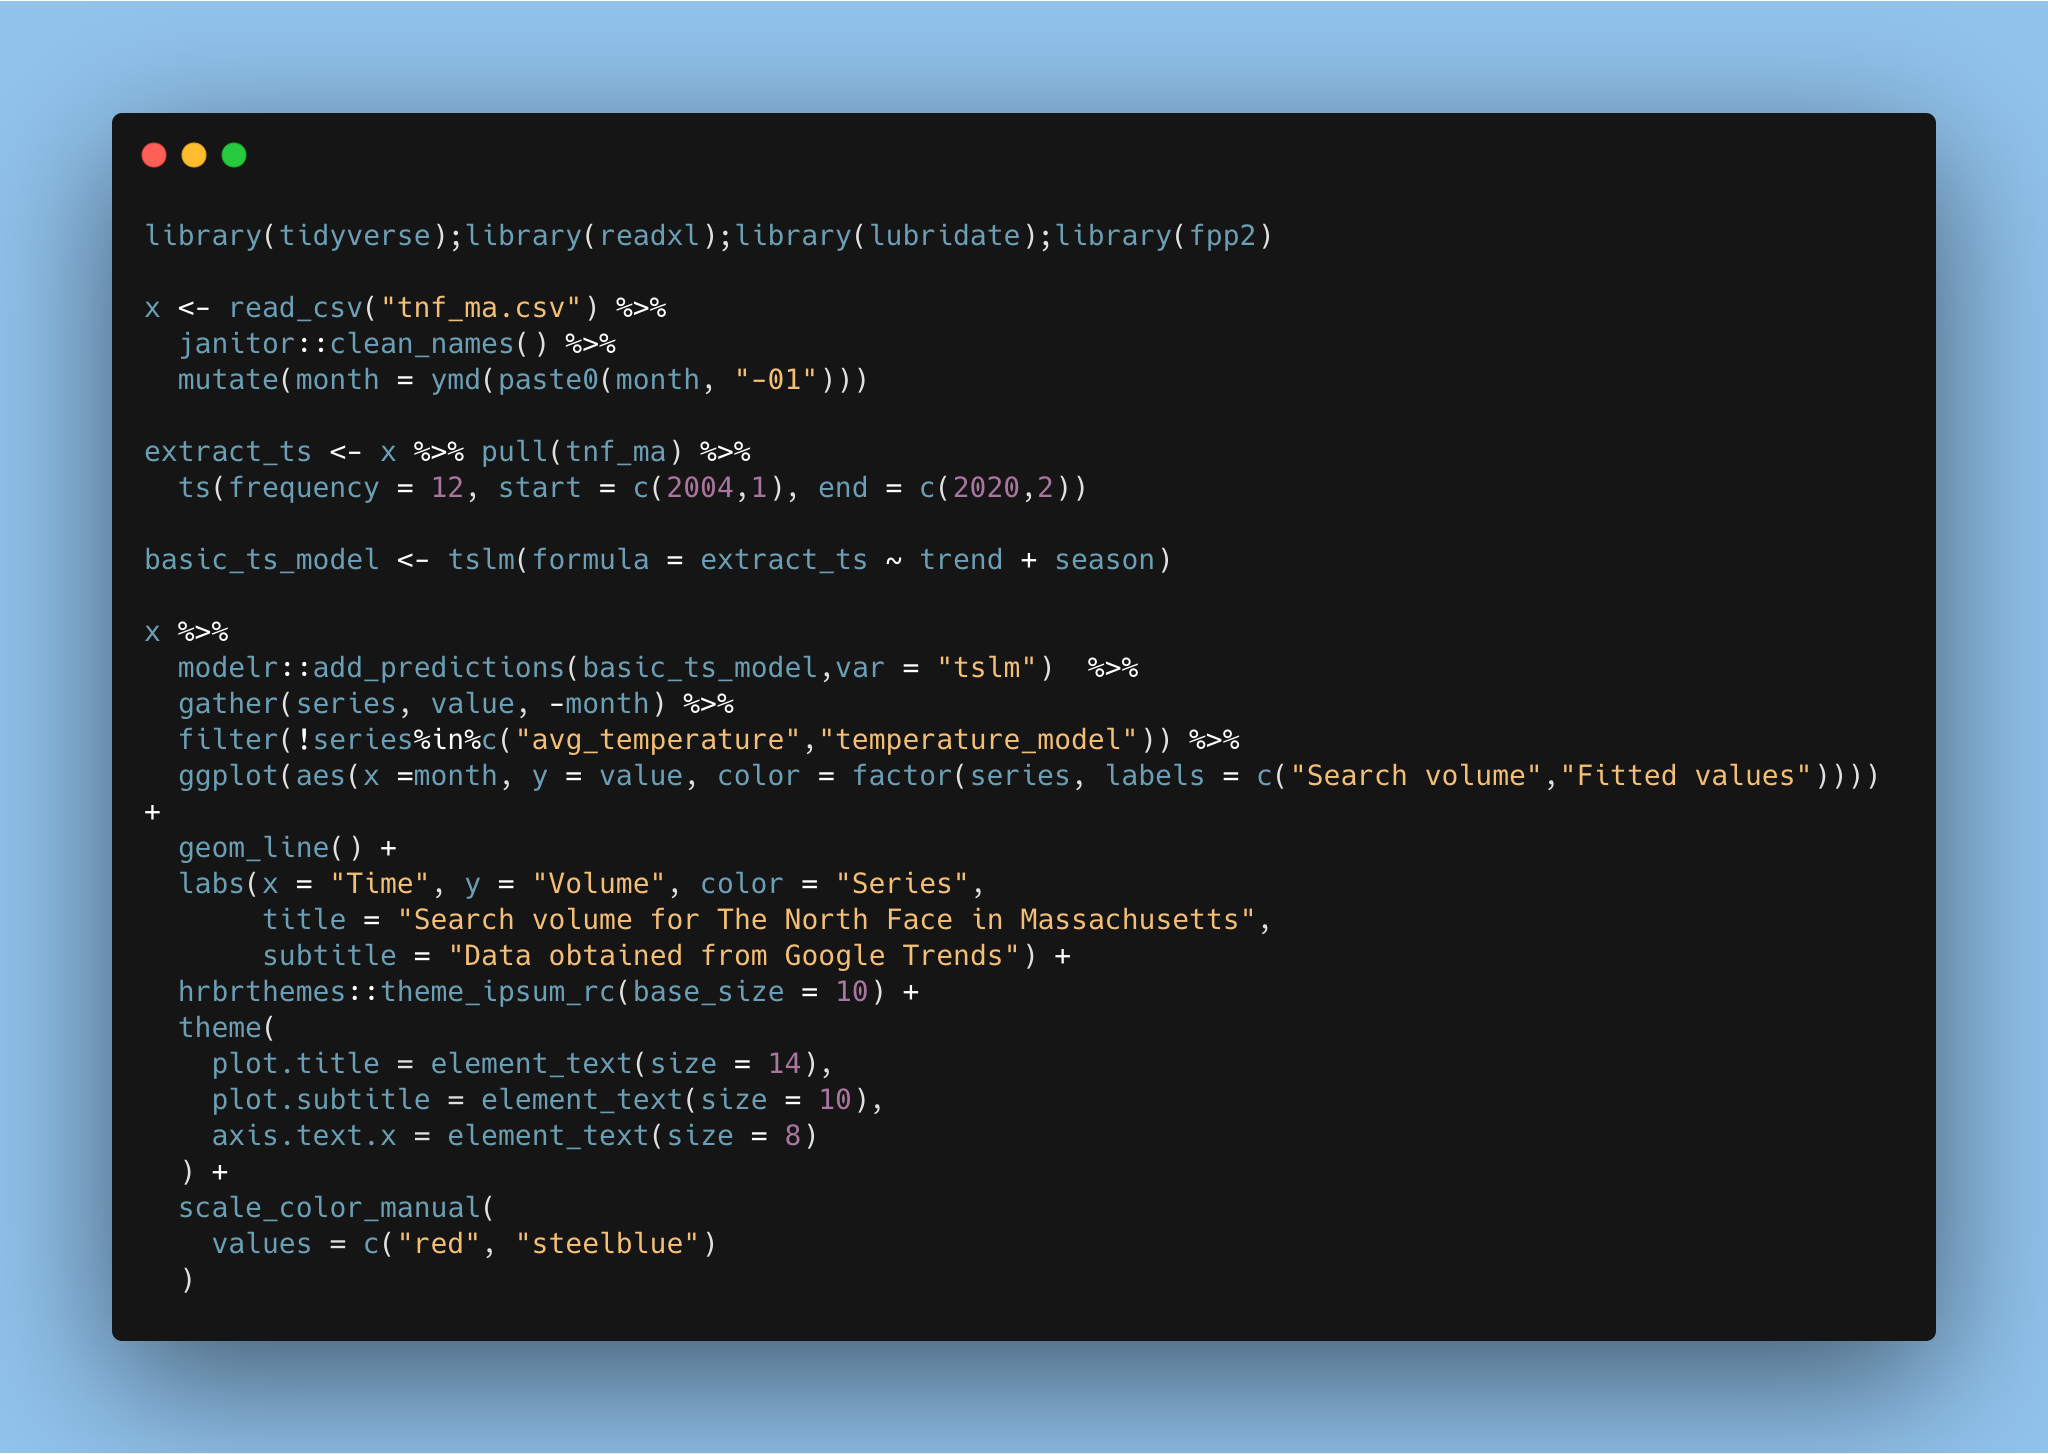 library(tidyverse);library(readxl);library(lubridate);library(fpp2)

x <- read_csv("tnf_ma.csv") %>%
  janitor::clean_names() %>%
  mutate(month = ymd(paste0(month, "-01")))

extract_ts <- x %>% pull(tnf_ma) %>%
  ts(frequency = 12, start = c(2004,1), end = c(2020,2))

basic_ts_model <- tslm(formula = extract_ts ~ trend + season)

x %>%
  modelr::add_predictions(basic_ts_model,var = "tslm")  %>%
  gather(series, value, -month) %>%
  filter(!series%in%c("avg_temperature","temperature_model")) %>%
  ggplot(aes(x =month, y = value, color = factor(series, labels = c("Search volume","Fitted values"))))
+
  geom_line() +
  labs(x = "Time", y = "Volume", color = "Series",
       title = "Search volume for The North Face in Massachusetts",
       subtitle = "Data obtained from Google Trends") +
  hrbrthemes::theme_ipsum_rc(base_size = 10) +
  theme(
    plot.title = element_text(size = 14),
    plot.subtitle = element_text(size = 10),
    axis.text.x = element_text(size = 8)
  ) +
  scale_color_manual(
    values = c("red", "steelblue")
  )